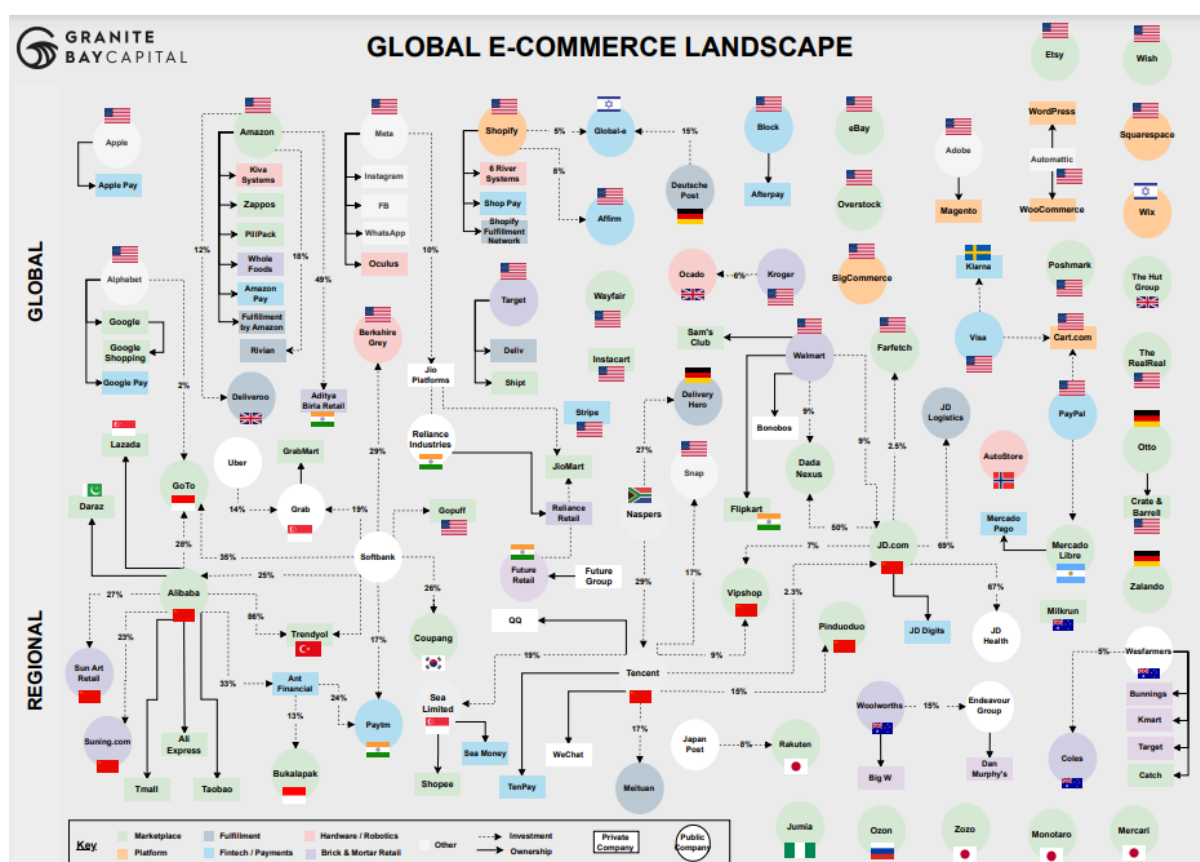 GRANITE
BAYCAPITAL
GLOBAL E-COMMERCE LANDSCAPE
Etsy
Wish
GLOBAL
Apple
Apple Pay
Amazon
Kiva
Systems
Zappos
PillPack
Whole
Foods
Amazon
Pay
Fulfillment
by Amazon
Rivian
12%
18%
49%
Meta
Instagram
FB
WhatsApp
Oculus
10%
Shopify
6 River
Systems
Shop Pay
Shopify
Fulfillment
Network
5%
8%
Global-e
Affirm
15%
Deutsche
Post
Block
Afterpay
eBay
Overstock
Adobe
Magento
WordPress
Automattic
WooCommerce
Squarespace
Wix
Alphabet
Google
Google
Shopping
Google Pay
2%
Deliveroo
Aditya
Birla Retail
Berkshire
Grey
Jio
Platforms
Target
Deliv
Shipt
Wayfair
Instacart
Stripe
Ocado
6%
Kroger
BigCommerce
Klarna
Poshmark
The Hut
Group
Sam's
Club
Walmart
Farfetch
Visa
Cart.com
The
RealReal
Delivery
Hero
Bonobos
9%
9%
2.5%
JD
Logistics
PayPal
Otto
Lazada
Uber
GrabMart
29%
Reliance
Industries
JioMart
27%
Snap
Dada
Nexus
AutoStore
Daraz
GoTo
14%
Grab
19%
Gopuff
Reliance
Retail
Naspers
Flipkart
50%
Mercado
Pago
Crate &
Barrell
28%
35%
Softbank
7%
JD.com
69%
Mercado
Libre
REGIONAL
Alibaba
25%
26%
Future
Retail
Future
Group
29%
17%
Vipshop
2.3%
67%
Zalando
27%
86%
23%
Trendyol
17%
Coupang
QQ
Pinduoduo
JD Digits
JD
Health
Milkrun
Sun Art
Retail
33%
Ant
Financial
24%
19%
9%
Tencent
15%
5%
Wesfarmers
Sea
Limited
Bunnings
Suning.com
13%
Paytm
17%
Woolworths
15%
Endeavour
Group
Kmart
Ali
Express
Sea Money
WeChat
Japan
Post
8%
Rakuten
Coles
Target
Tmall
Taobao
Bukalapak
Shopee
TenPay
Meituan
Big W
Dan
Murphy's
Catch
Key
Marketplace
Platform
Fulfillment
Fintech / Payments
Hardware / Robotics
Brick & Mortar Retail
Other
Investment
Ownership
Private
Company
Public
Company
Jumia
Ozon
Zozo
Monotaro
Mercari